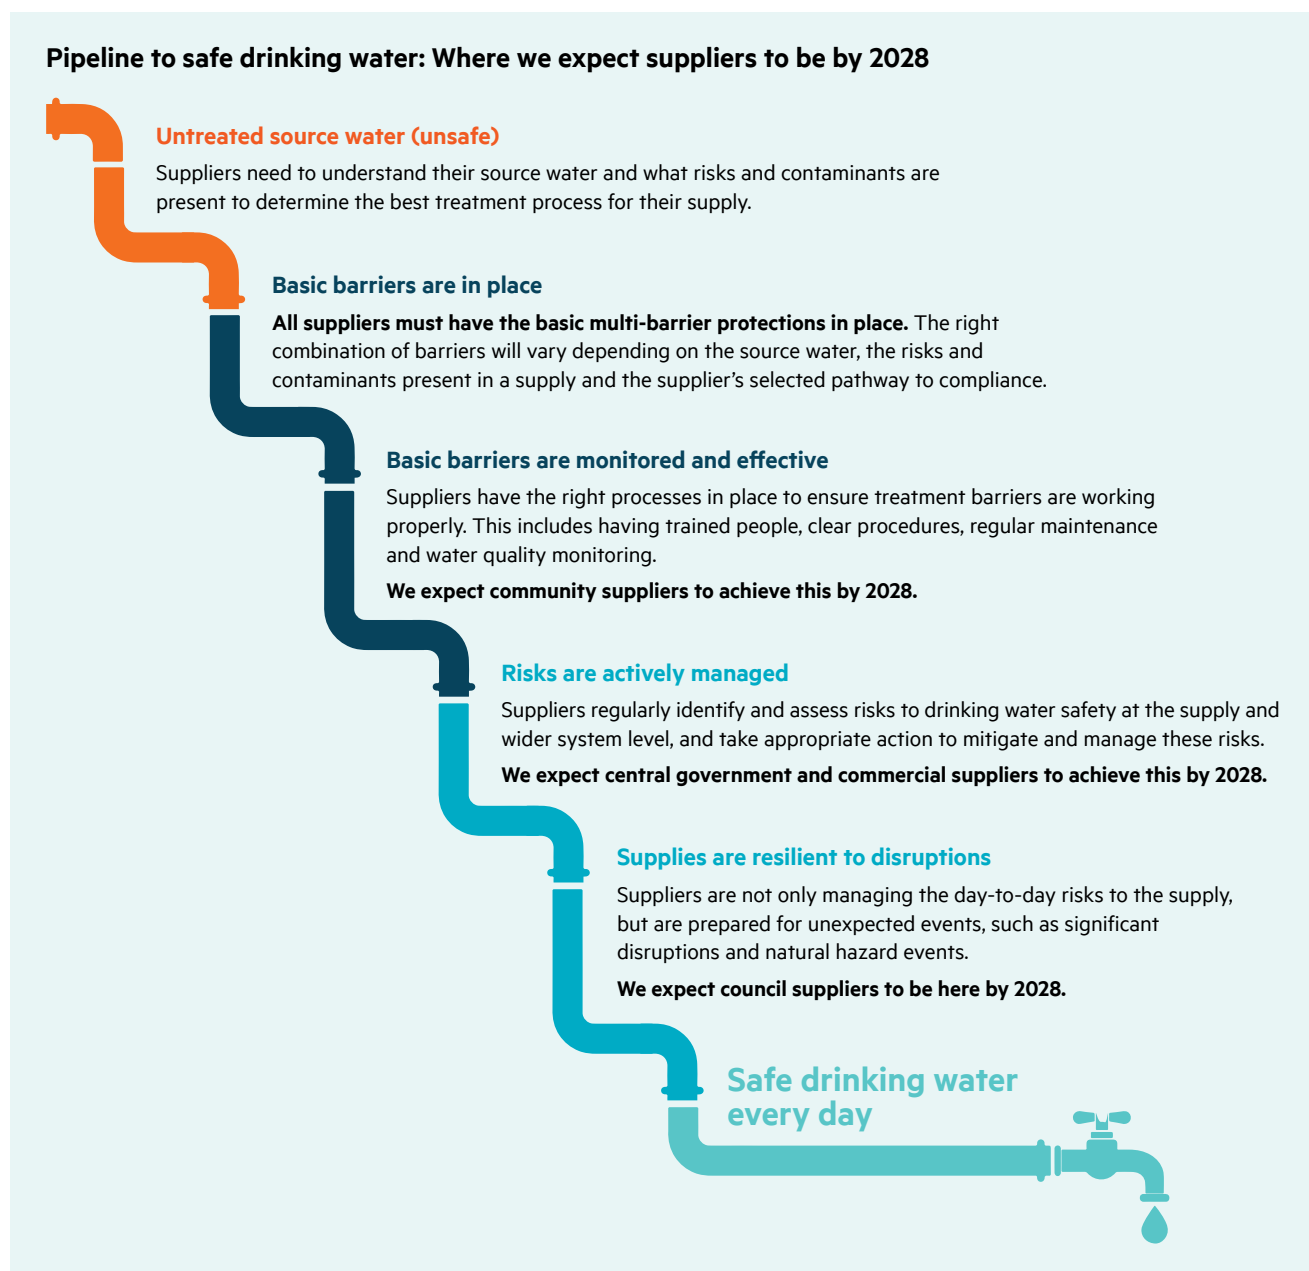 Pipeline to safe drinking water: Where we expect suppliers to be by 2028
Untreated source water (unsafe)
Suppliers need to understand their source water and what risks and contaminants are
present to determine the best treatment process for their supply.
Basic barriers are in place
All suppliers must have the basic multi-barrier protections in place. The right
combination of barriers will vary depending on the source water, the risks and
contaminants present in a supply and the supplier’s selected pathway to compliance.
Basic barriers are monitored and effective
Suppliers have the right processes in place to ensure treatment barriers are working
properly. This includes having trained people, clear procedures, regular maintenance
and water quality monitoring.
We expect community suppliers to achieve this by 2028.
Risks are actively managed
Suppliers regularly identify and assess risks to drinking water safety at the supply and
wider system level, and take appropriate action to mitigate and manage these risks.
We expect central government and commercial suppliers to achieve this by 2028.
Supplies are resilient to disruptions
Suppliers are not only managing the day-to-day risks to the supply,
but are prepared for unexpected events, such as significant
disruptions and natural hazard events.
We expect council suppliers to be here by 2028.
Safe drinking water
every day